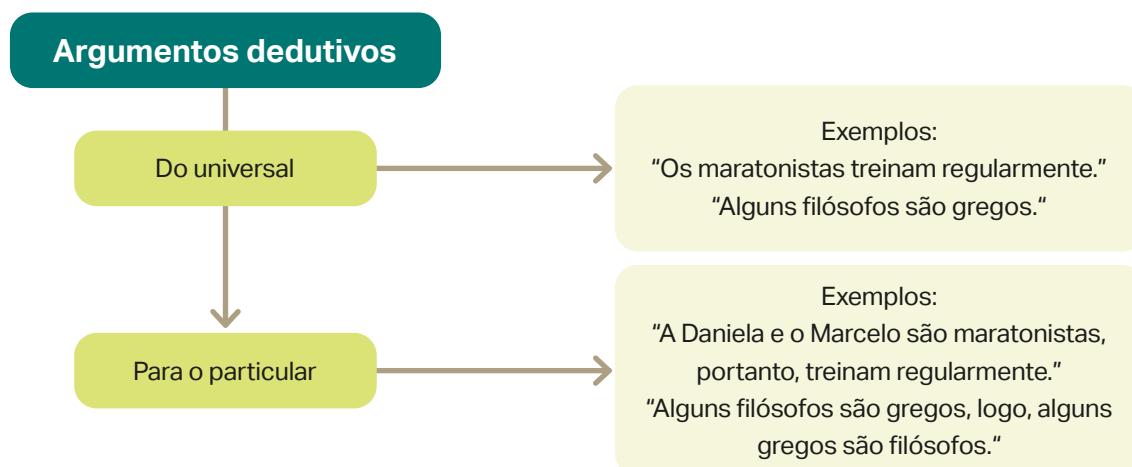 Argumentos dedutivos
Do universal
Exemplos:
“Os maratonistas treinam regularmente.”
“Alguns filósofos são gregos.“
Para o particular
Exemplos:
“A Daniela e o Marcelo são maratonistas,
portanto, treinam regularmente.”
“Alguns filósofos são gregos, logo, alguns
gregos são filósofos.“